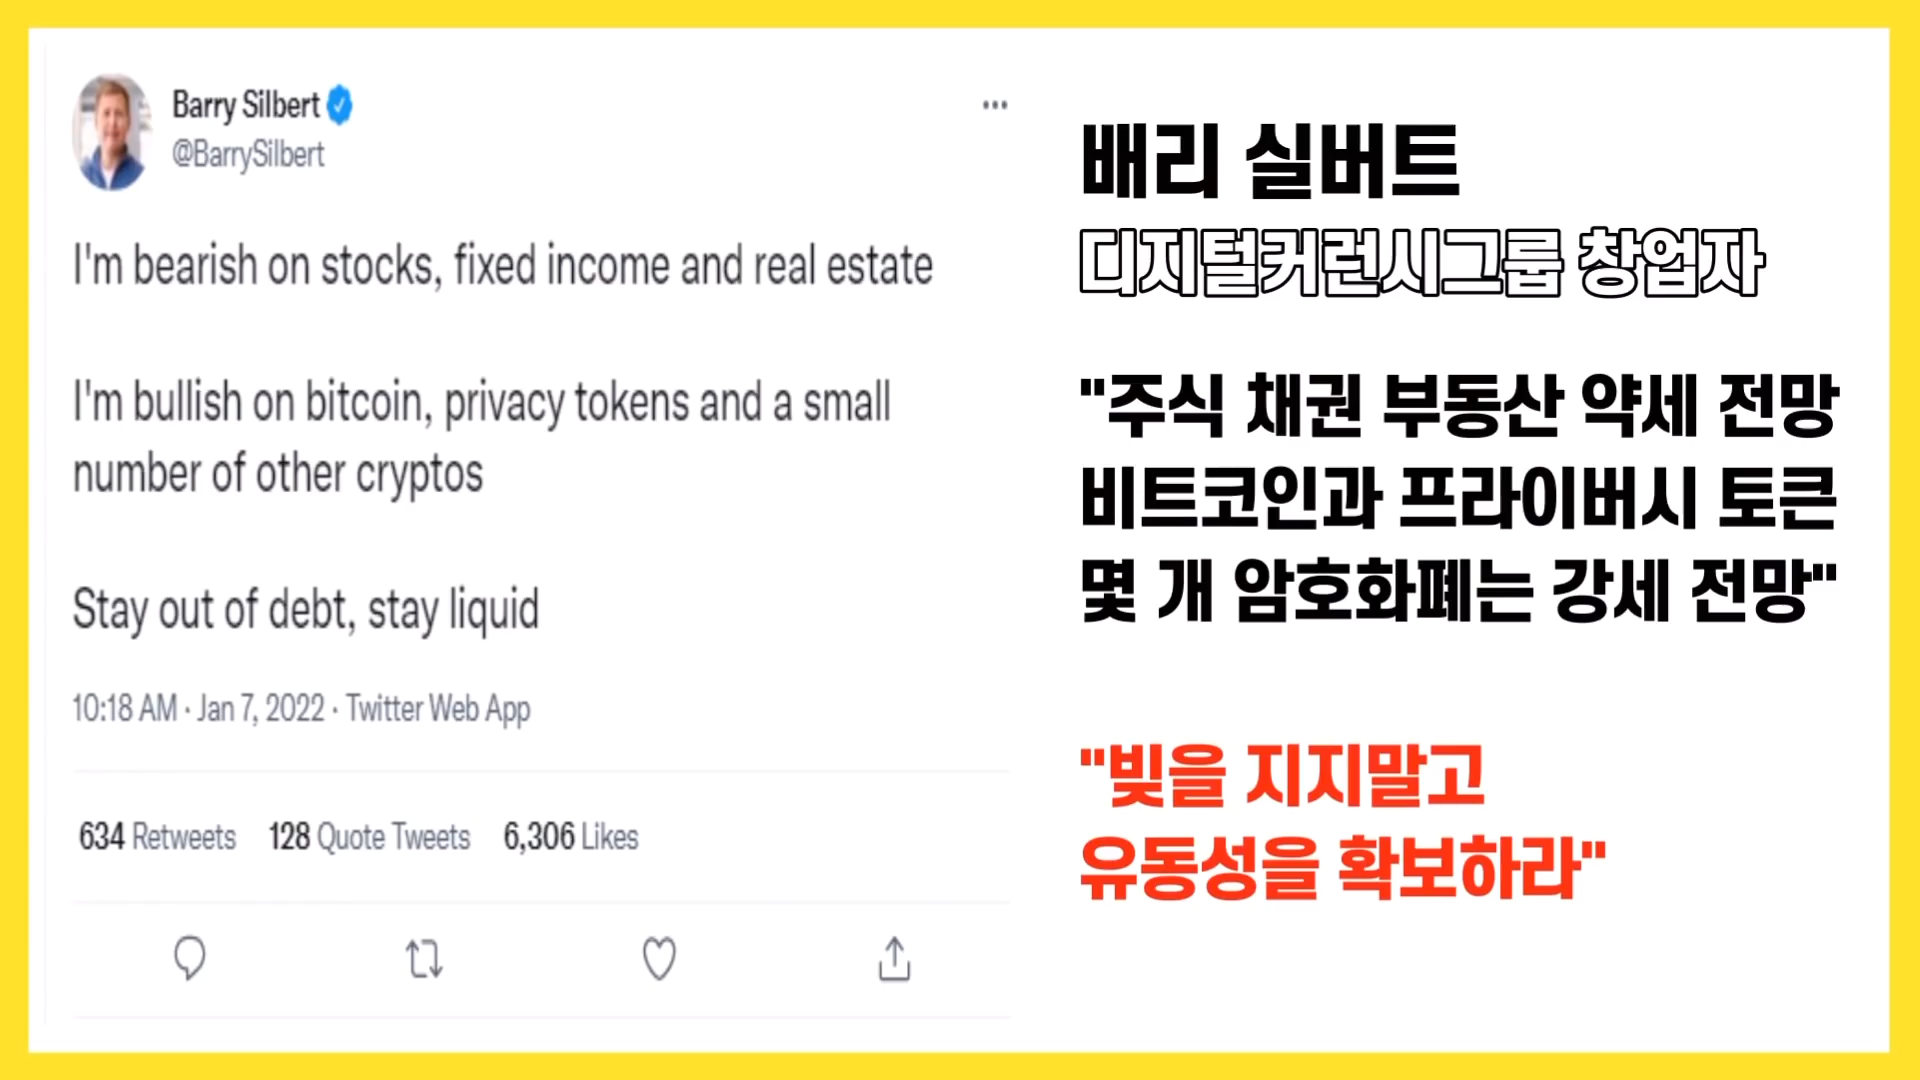 Barry Silbert
@BarrySilbert
I'm bearish on stocks, fixed income and real estate
I'm bullish on bitcoin, privacy tokens and a small
number of other cryptos
Stay out of debt, stay liquid
10:18 AM · Jan 7, 2022 · Twitter Web App
634 Retweets 128 Quote Tweets 6,306 Likes
배리 실버트
디지털커런시그룹 창업자
"주식 채권 부동산 약세 전망
비트코인과 프라이버시 토큰
몇 개 암호화폐는 강세 전망"
"빚을 지지말고
유동성을 확보하라"